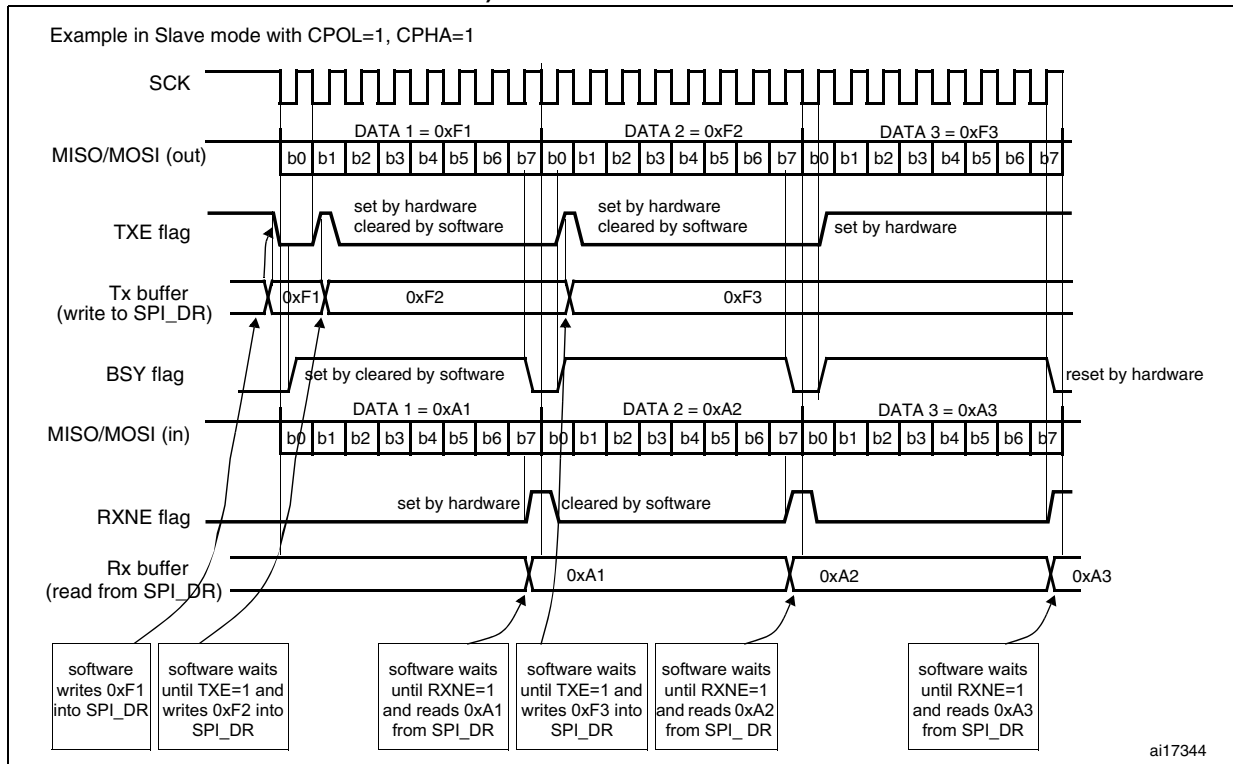 Example in Slave mode with CPOL=1, CPHA=1
SCK
DATA 1 = 0xF1 DATA 2 = 0xF2 DATA 3 = 0xF3
MISO/MOSI (out) b0 b1 b2 b3 b4 b5 b6 b7 b0 b1 b2 b3 b4 b5 b6 b7 b0 b1 b2 b3 b4 b5 b6 b7
set by hardware set by hardware
cleared by software cleared by software set by hardware
TXE flag
Tx buffer 0xF1 0xF2 0xF3
(write to SPI_DR)
BSY flag set by cleared by software reset by hardware
DATA 1 = 0xA1 DATA 2 = 0xA2 DATA 3 = 0xA3
MISO/MOSI (in) b0 b1 b2 b3 b4 b5 b6 b7 b0 b1 b2 b3 b4 b5 b6 b7 b0 b1 b2 b3 b4 b5 b6 b7
set by hardware cleared by software
RXNE flag
Rx buffer 0xA1 0xA2 0xA3
(read from SPI_DR)
software
writes 0xF1
into SPI_DR
software waits
until TXE=1 and
writes 0xF2 into
SPI_DR
software waits
until RXNE=1
and reads 0xA1
from SPI_DR
software waits
until TXE=1 and
writes 0xF3 into
SPI_DR
software waits
until RXNE=1
and reads 0xA2
from SPI_ DR
software waits
until RXNE=1
and reads 0xA3
from SPI_DR
ai17344